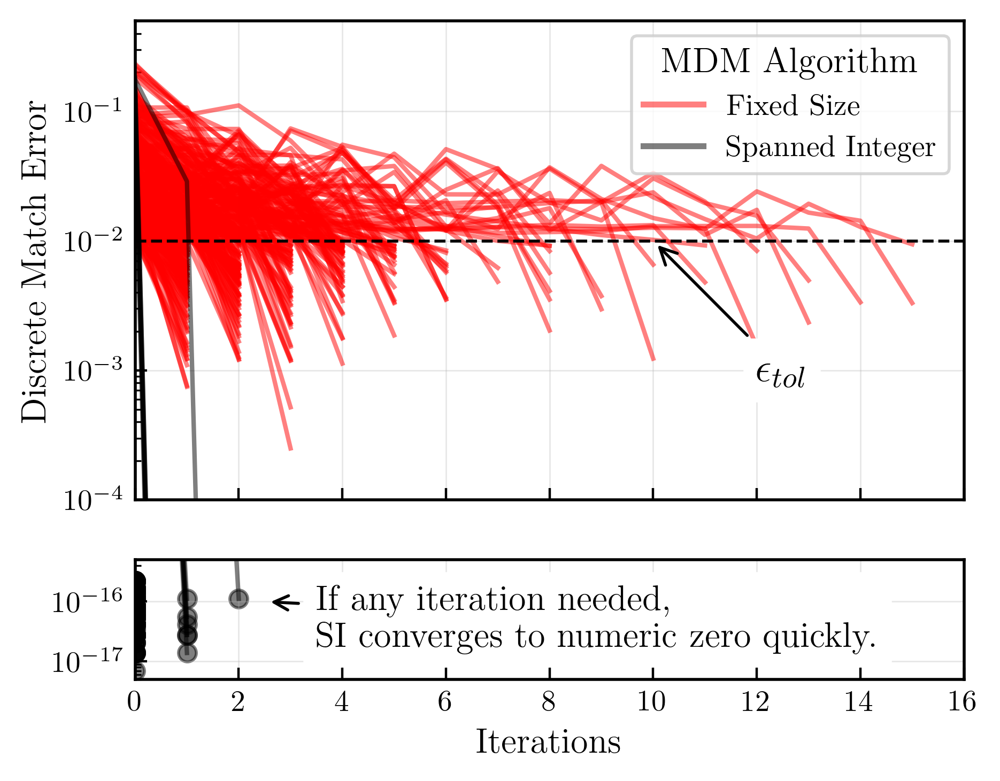 MDM Algorithm
Fixed Size
Spanned Integer
Discrete Match Error
10⁻¹
10⁻²
10⁻³
10⁻⁴
ϵ_tol
10⁻¹⁶
10⁻¹⁷
If any iteration needed,
SI converges to numeric zero quickly.
0 2 4 6 8 10 12 14 16
Iterations